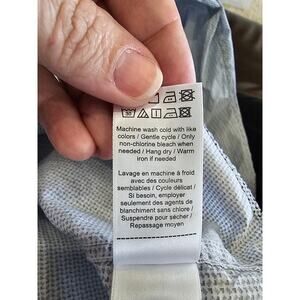 Machine wash cold with like
colors / Gentle cycle / Only
non-chlorine bleach when
needed / Hang dry / Warm
iron if needed
Lavage en machine à froid
avec des couleurs
semblables / Cycle délicat /
Si besoin, employer
seulement des agents de
blanchiment sans chlore /
Suspendre pour sécher /
Repassage moyen